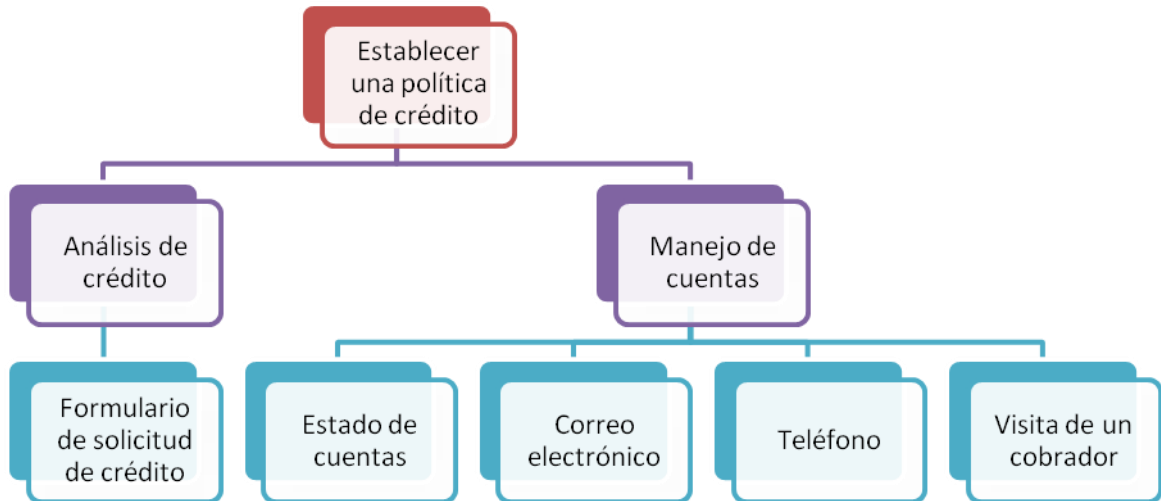 Establecer
una política
de crédito
Análisis de
crédito
Manejo de
cuentas
Formulario
de solicitud
de crédito
Estado de
cuentas
Correo
electrónico
Teléfono
Visita de un
cobrador